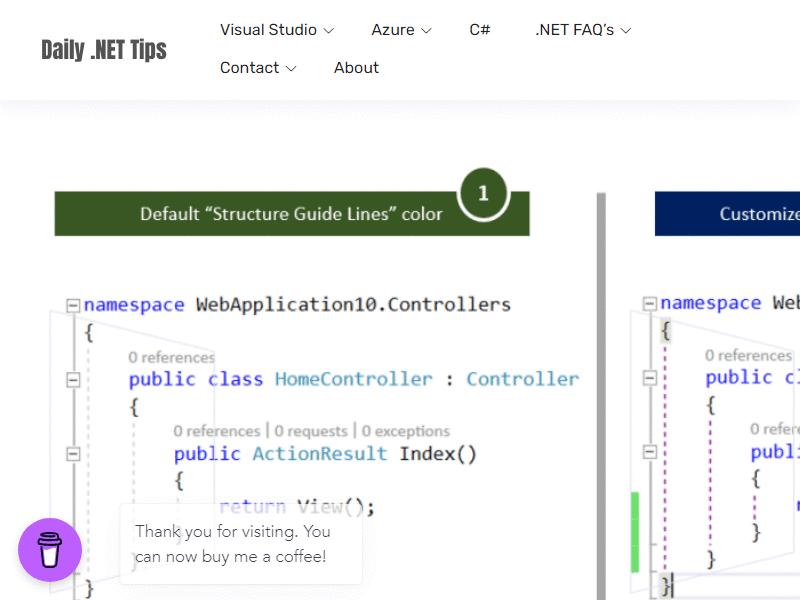 Daily .NET Tips
Visual Studio
Azure
C#
.NET FAQ's
Contact
About
Default “Structure Guide Lines” color
1
namespace WebApplication10.Controllers
{
0 references
public class HomeController : Controller
{
0 references | 0 requests | 0 exceptions
public ActionResult Index()
{
return View();
}
}
}
Customize
namespace Web
{
0 references
public cl
{
0 refere
publi
{
}
}
}
Thank you for visiting. You
can now buy me a coffee!